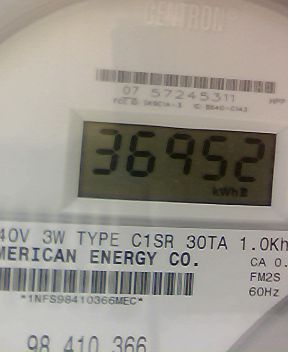 CENTRON®
07 57245311
36952
kWh
40V 3W TYPE C1SR 30TA 1.0Kh
MERICAN ENERGY CO.
CA 0.
FM2S
60Hz
*1NFS98410366MEC*
98 410 366